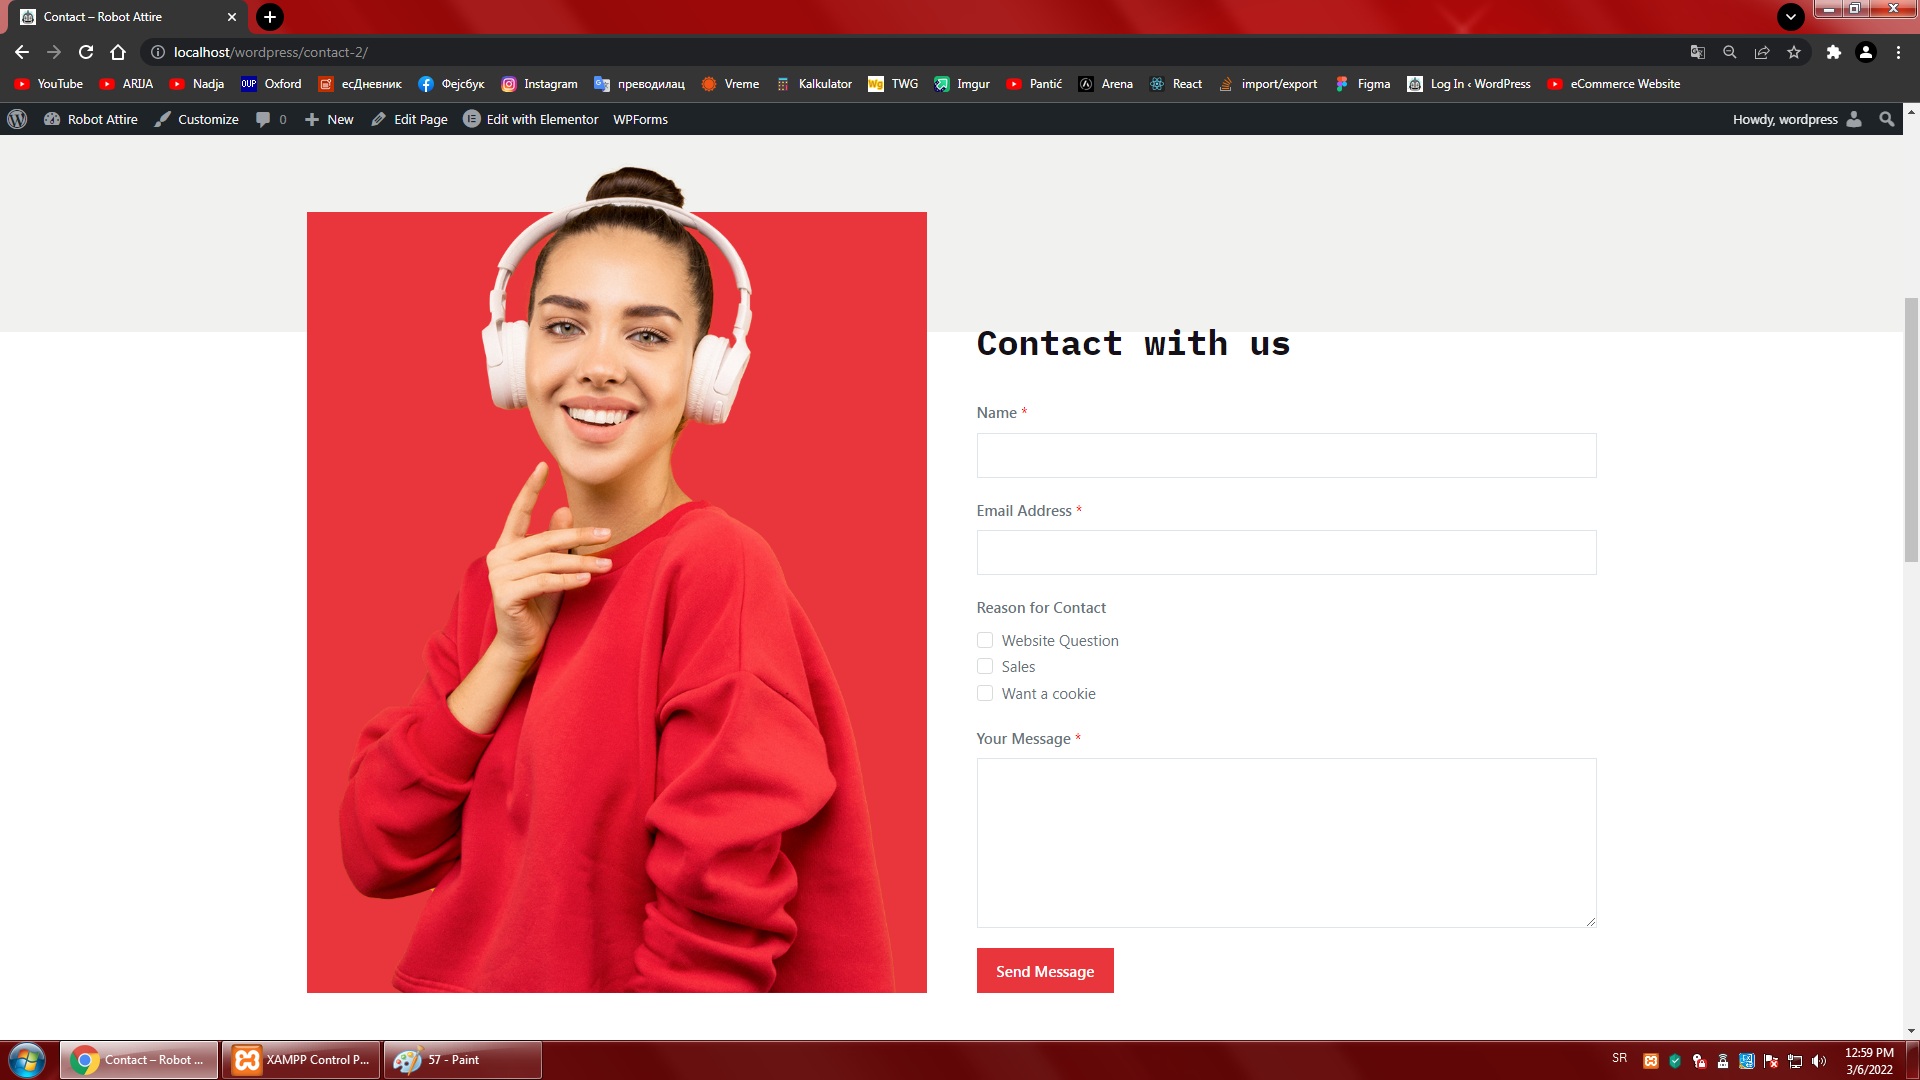 Contact – Robot Attire
localhost/wordpress/contact-2/
YouTube ARIJA Nadja OUP Oxford есДневник Фејсбук Instagram преводилац Vreme Kalkulator Wg TWG Imgur Pantić Arena React import/export Figma Log In ‹ WordPress eCommerce Website
Robot Attire Customize 0 New Edit Page Edit with Elementor WPForms Howdy, wordpress
Contact with us
Name *
Email Address *
Reason for Contact
Website Question
Sales
Want a cookie
Your Message *
Send Message
Contact – Robot ... XAMPP Control P... 57 - Paint SR 12:59 PM
3/6/2022